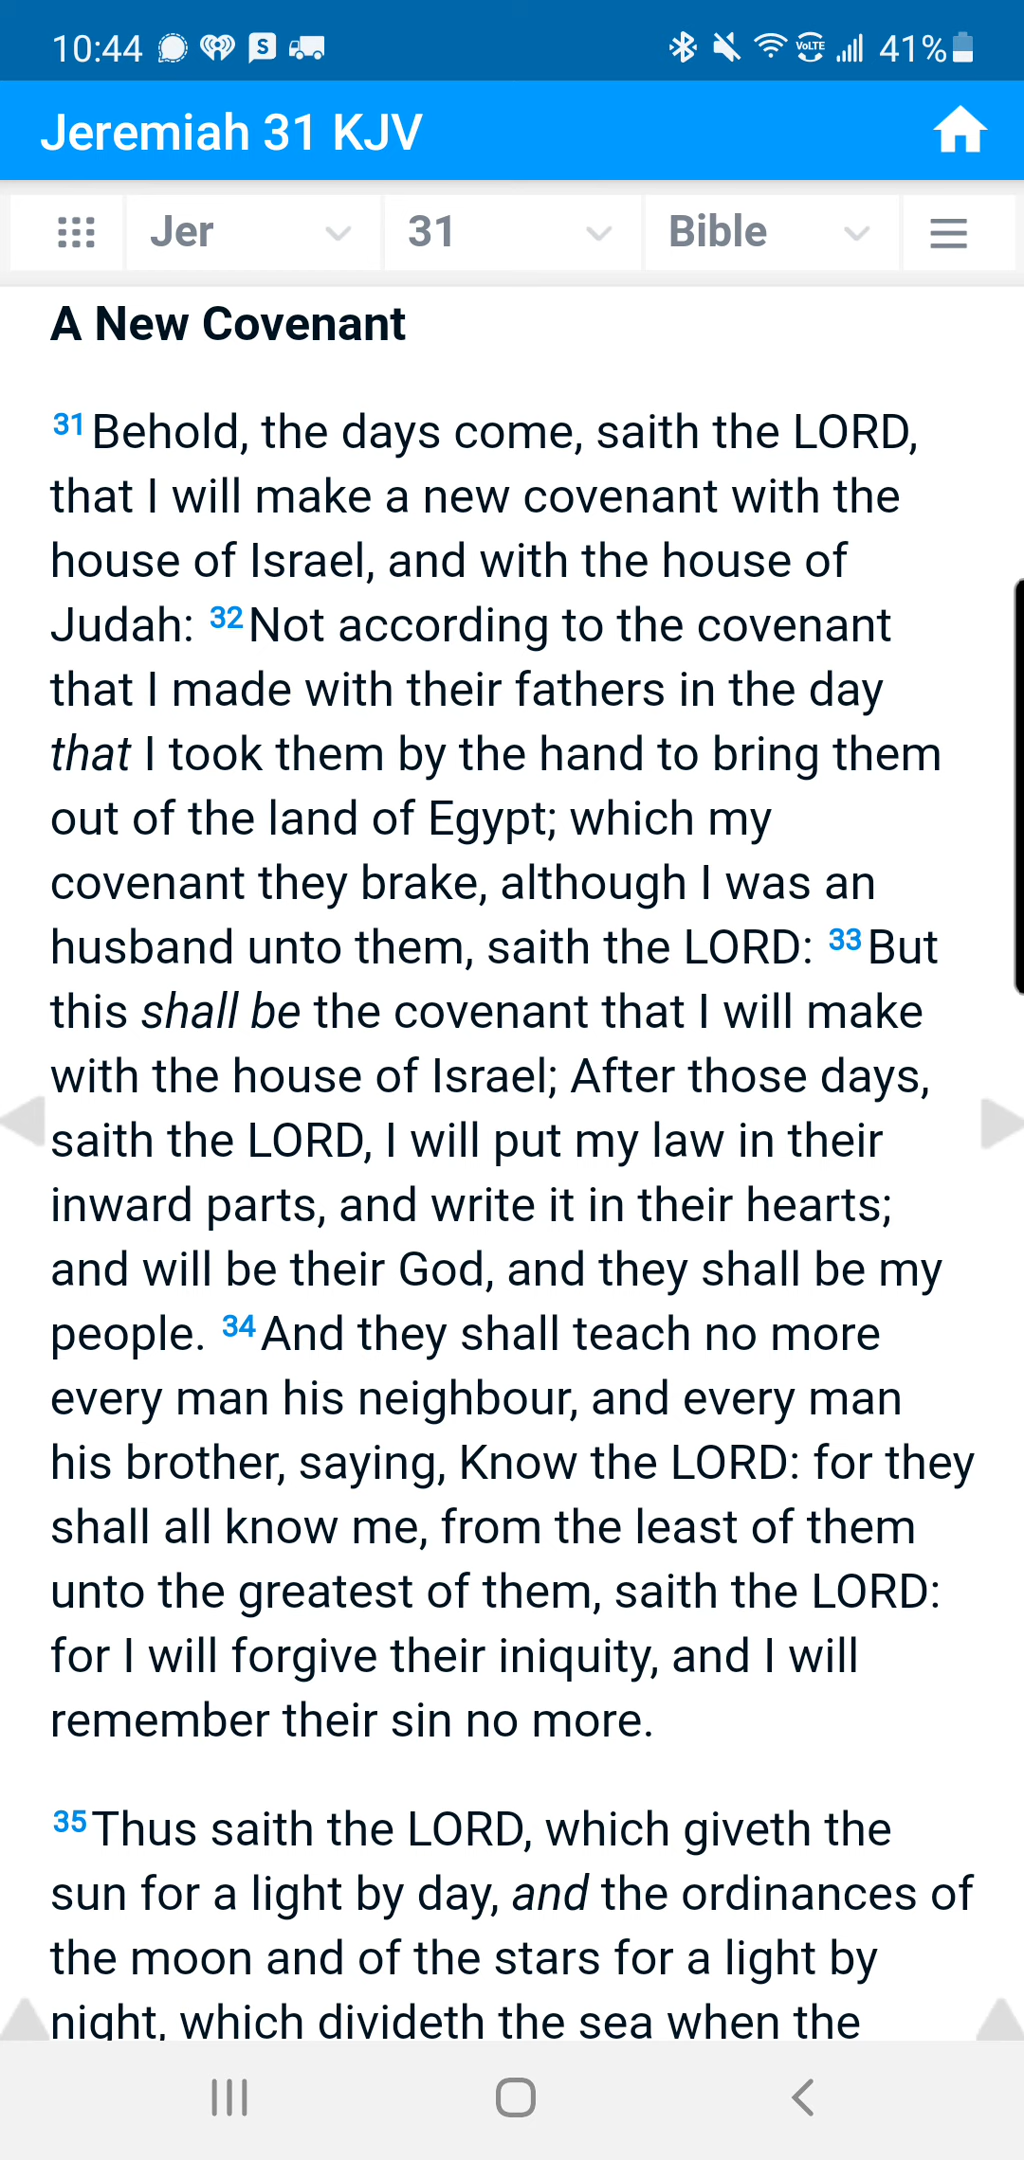 10:44 S VoLTE 41%
Jeremiah 31 KJV
Jer 31 Bible
A New Covenant
31 Behold, the days come, saith the LORD,
that I will make a new covenant with the
house of Israel, and with the house of
Judah: 32 Not according to the covenant
that I made with their fathers in the day
that I took them by the hand to bring them
out of the land of Egypt; which my
covenant they brake, although I was an
husband unto them, saith the LORD: 33 But
this shall be the covenant that I will make
with the house of Israel; After those days,
saith the LORD, I will put my law in their
inward parts, and write it in their hearts;
and will be their God, and they shall be my
people. 34 And they shall teach no more
every man his neighbour, and every man
his brother, saying, Know the LORD: for they
shall all know me, from the least of them
unto the greatest of them, saith the LORD:
for I will forgive their iniquity, and I will
remember their sin no more.
35 Thus saith the LORD, which giveth the
sun for a light by day, and the ordinances of
the moon and of the stars for a light by
night, which divideth the sea when the